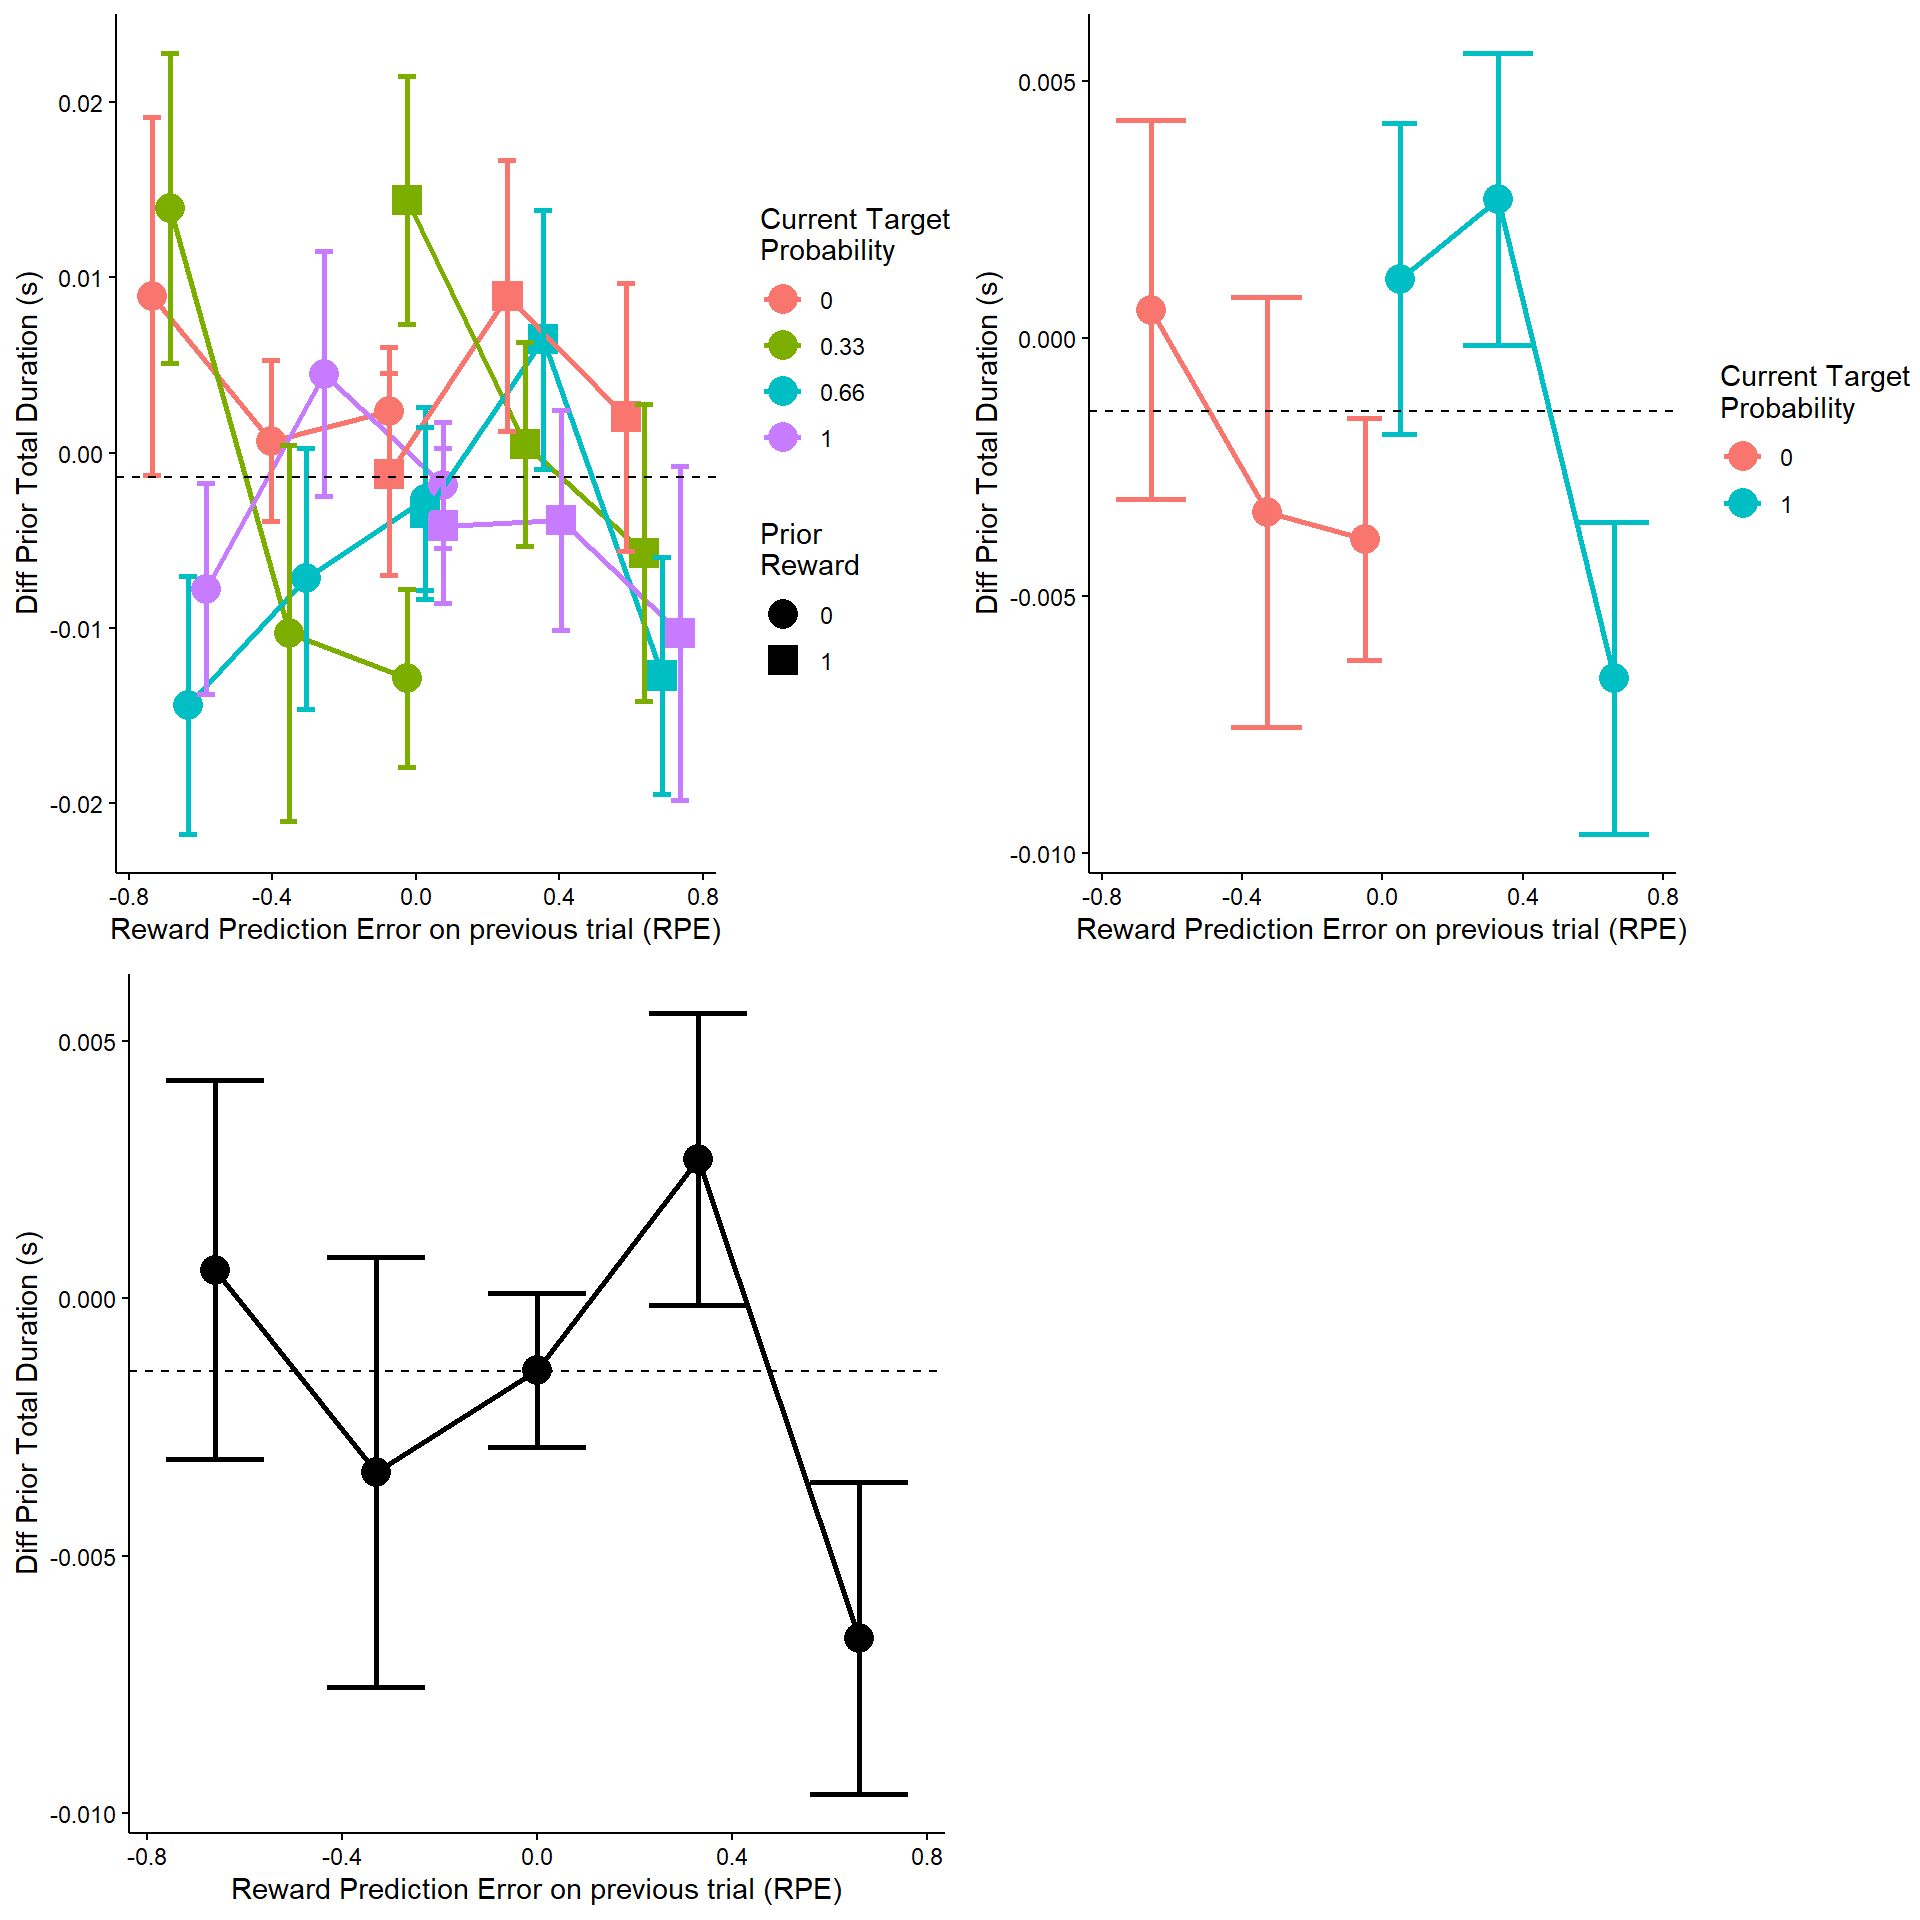 Diff Prior Total Duration (s)
0.02
0.01
0.00
-0.01
-0.02
-0.8 -0.4 0.0 0.4 0.8
Reward Prediction Error on previous trial (RPE)
Current Target
Probability
0
0.33
0.66
1
Prior
Reward
0
1
Diff Prior Total Duration (s)
0.005
0.000
-0.005
-0.010
-0.8 -0.4 0.0 0.4 0.8
Reward Prediction Error on previous trial (RPE)
Current Target
Probability
0
1
Diff Prior Total Duration (s)
0.005
0.000
-0.005
-0.010
-0.8 -0.4 0.0 0.4 0.8
Reward Prediction Error on previous trial (RPE)